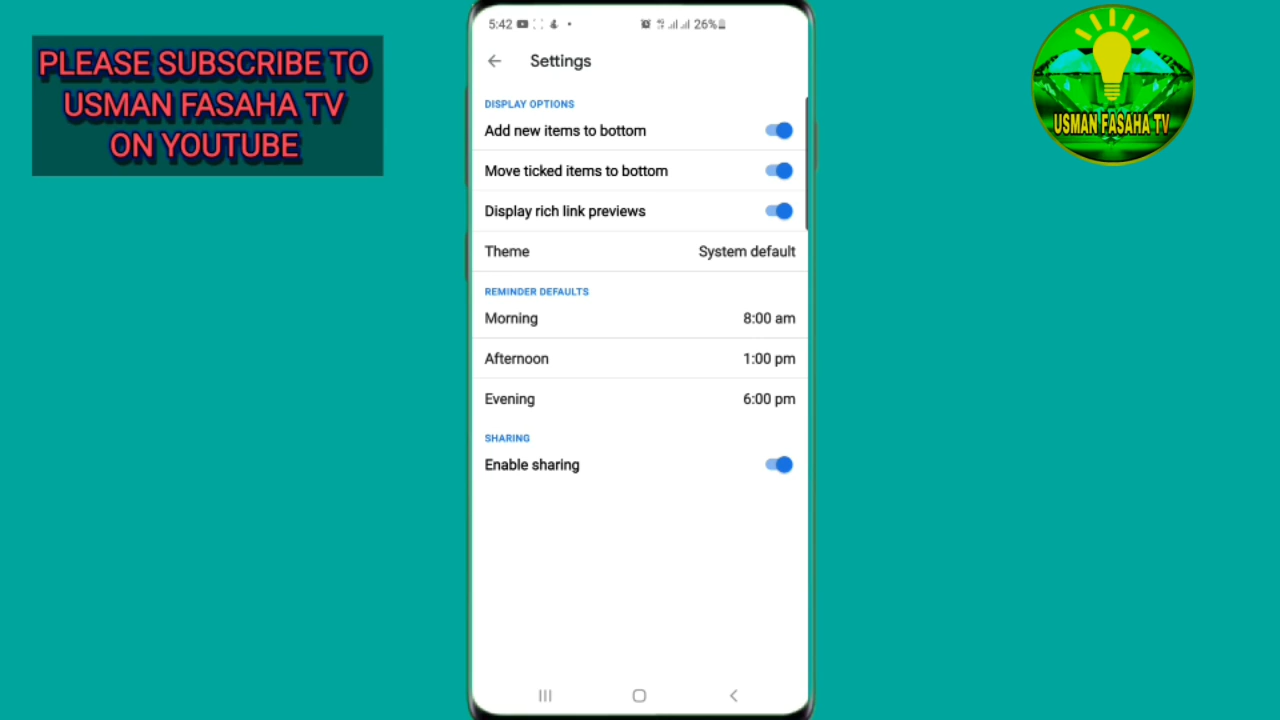 PLEASE SUBSCRIBE TO
USMAN FASAHA TV
ON YOUTUBE
USMAN FASAHA TV
5:42
26%
Settings
DISPLAY OPTIONS
Add new items to bottom
Move ticked items to bottom
Display rich link previews
Theme System default
REMINDER DEFAULTS
Morning 8:00 am
Afternoon 1:00 pm
Evening 6:00 pm
SHARING
Enable sharing